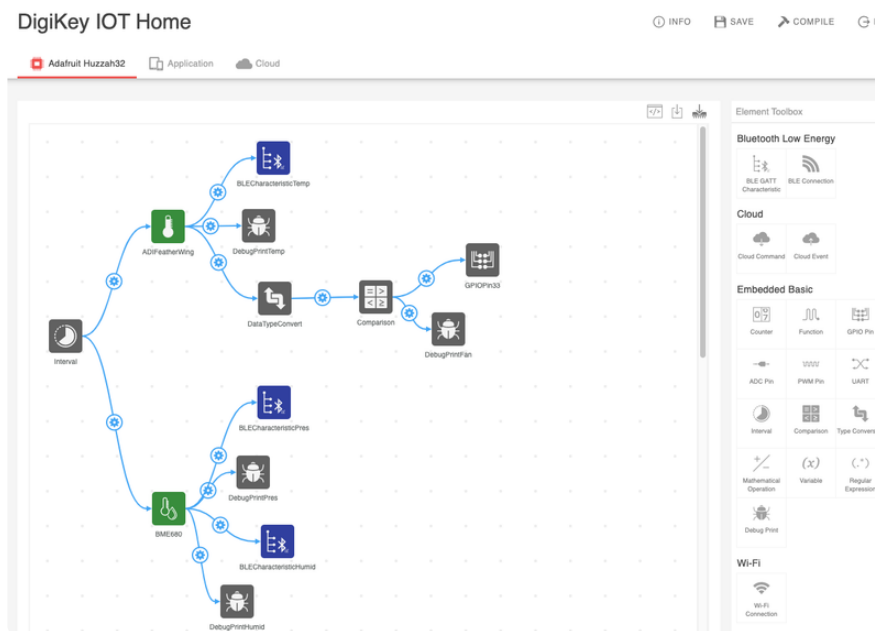 DigiKey IOT Home
INFO
SAVE
COMPILE
Adafruit Huzzah32
Application
Cloud
BLECharacteristicTemp
ADIFeatherWing
DebugPrintTemp
GPIOPin33
DataTypeConvert
Comparison
DebugPrintFan
Interval
BLECharacteristicPres
DebugPrintPres
BME680
BLECharacteristicHumid
DebugPrintHumid
Element Toolbox
Bluetooth Low Energy
BLE GATT
Characteristic
BLE Connection
Cloud
Cloud Command
Cloud Event
Embedded Basic
Counter
Function
GPIO Pin
ADC Pin
PWM Pin
UART
Interval
Comparison
Type Convers
Mathematical
Operation
(x)
Variable
(.*)
Regular
Expression
Debug Print
Wi-Fi
Wi-Fi
Connection